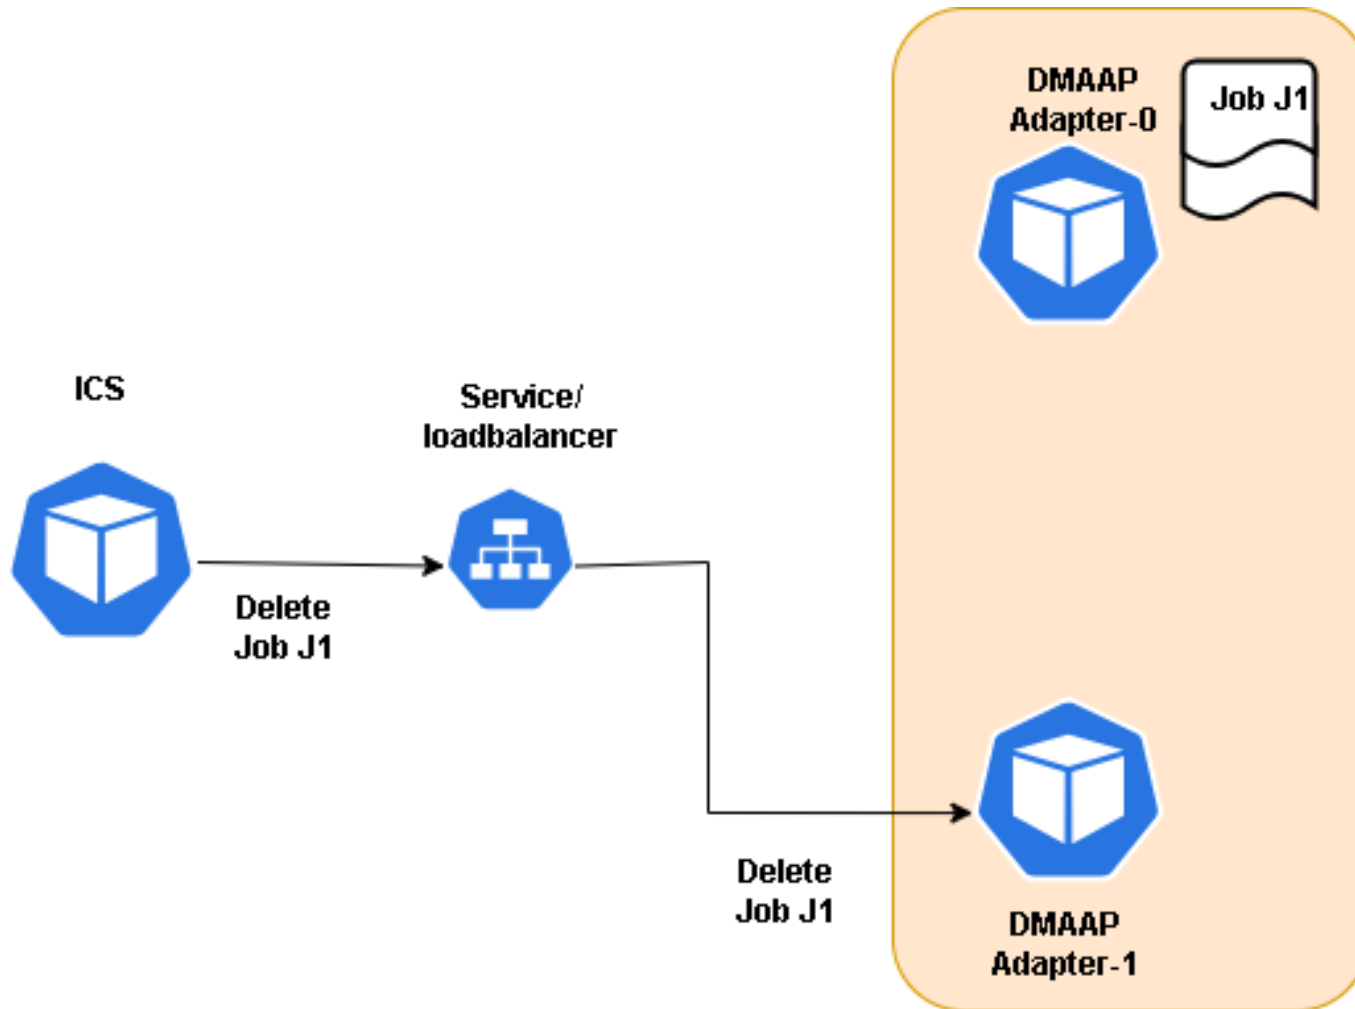 DMAAP
Adapter-0
Job J1
ICS
Service/
loadbalancer
Delete
Job J1
Delete
Job J1
DMAAP
Adapter-1